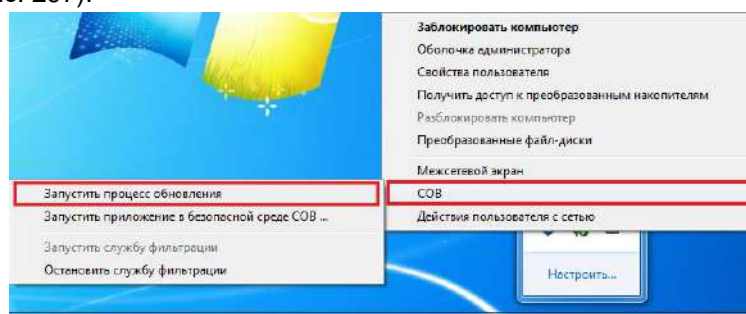 Заблокировать компьютер
Оболочка администратора
Свойства пользователя
Получить доступ к преобразованным накопителям
Разблокировать компьютер
Преобразованные файл-диски
Межсетевой экран
СОВ
Действия пользователя с сетью
Запустить процесс обновления
Запустить приложение в безопасной среде СОВ ...
Запустить службу фильтрации
Остановить службу фильтрации
Настроить...